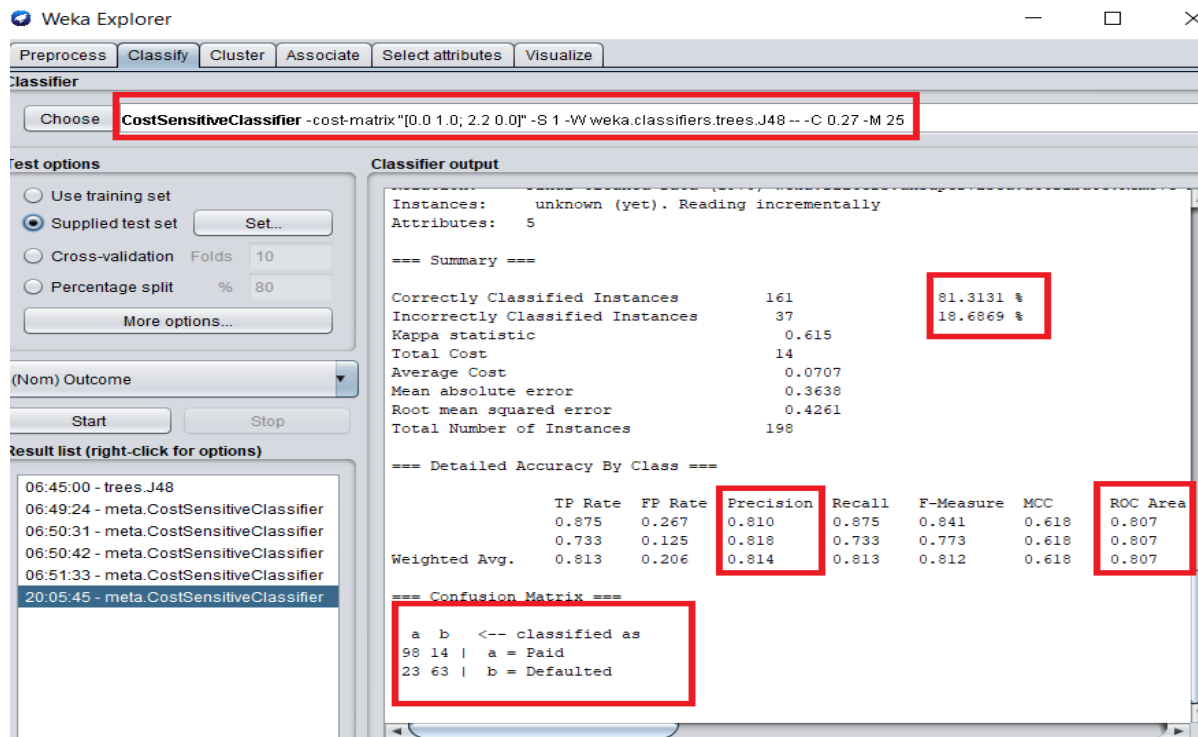 Weka Explorer
Preprocess Classify Cluster Associate Select attributes Visualize
Classifier
Choose CostSensitiveClassifier -cost-matrix "[0.0 1.0; 2.2 0.0]" -S 1 -W weka.classifiers.trees.J48 -- -C 0.27 -M 25
Test options
Use training set
Supplied test set Set...
Cross-validation Folds 10
Percentage split % 80
More options...
(Nom) Outcome
Start Stop
Result list (right-click for options)
06:45:00 - trees.J48
06:49:24 - meta.CostSensitiveClassifier
06:50:31 - meta.CostSensitiveClassifier
06:50:42 - meta.CostSensitiveClassifier
06:51:33 - meta.CostSensitiveClassifier
20:05:45 - meta.CostSensitiveClassifier
Classifier output
Instances: unknown (yet). Reading incrementally
Attributes: 5
=== Summary ===
Correctly Classified Instances 161 81.3131 %
Incorrectly Classified Instances 37 18.6869 %
Kappa statistic 0.615
Total Cost 14
Average Cost 0.0707
Mean absolute error 0.3638
Root mean squared error 0.4261
Total Number of Instances 198
=== Detailed Accuracy By Class ===
TP Rate FP Rate Precision Recall F-Measure MCC ROC Area
0.875 0.267 0.810 0.875 0.841 0.618 0.807
0.733 0.125 0.818 0.733 0.773 0.618 0.807
Weighted Avg. 0.813 0.206 0.814 0.813 0.812 0.618 0.807
=== Confusion Matrix ===
a b <-- classified as
98 14 | a = Paid
23 63 | b = Defaulted